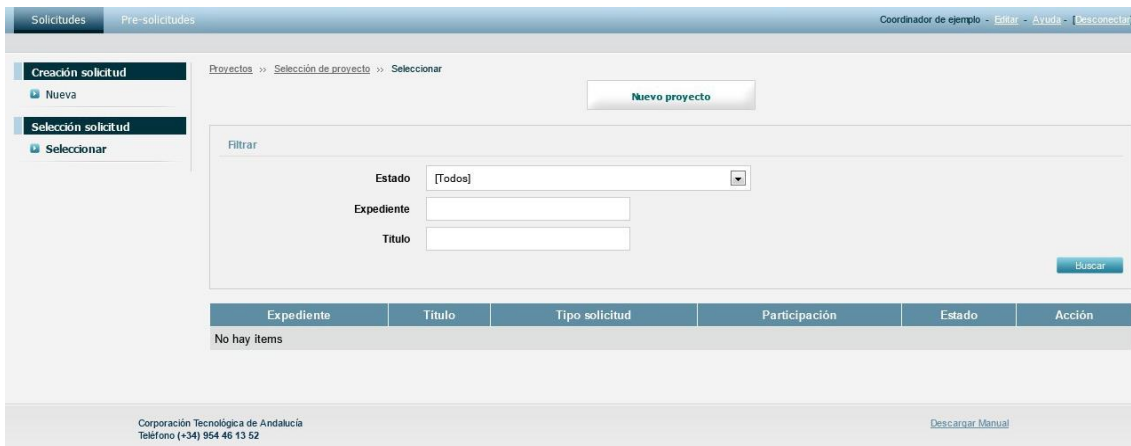 Solicitudes Pre-solicitudes Coordinador de ejemplo - Editar - Ayuda - [Desconectar
Creación solicitud
Nueva
Selección solicitud
Seleccionar
Proyectos >> Selección de proyecto >> Seleccionar
Nuevo proyecto
Filtrar
Estado [Todos]
Expediente
Título
Buscar
Expediente Título Tipo solicitud Participación Estado Acción
No hay items
Corporación Tecnológica de Andalucía
Teléfono (+34) 954 46 13 52
Descargar Manual